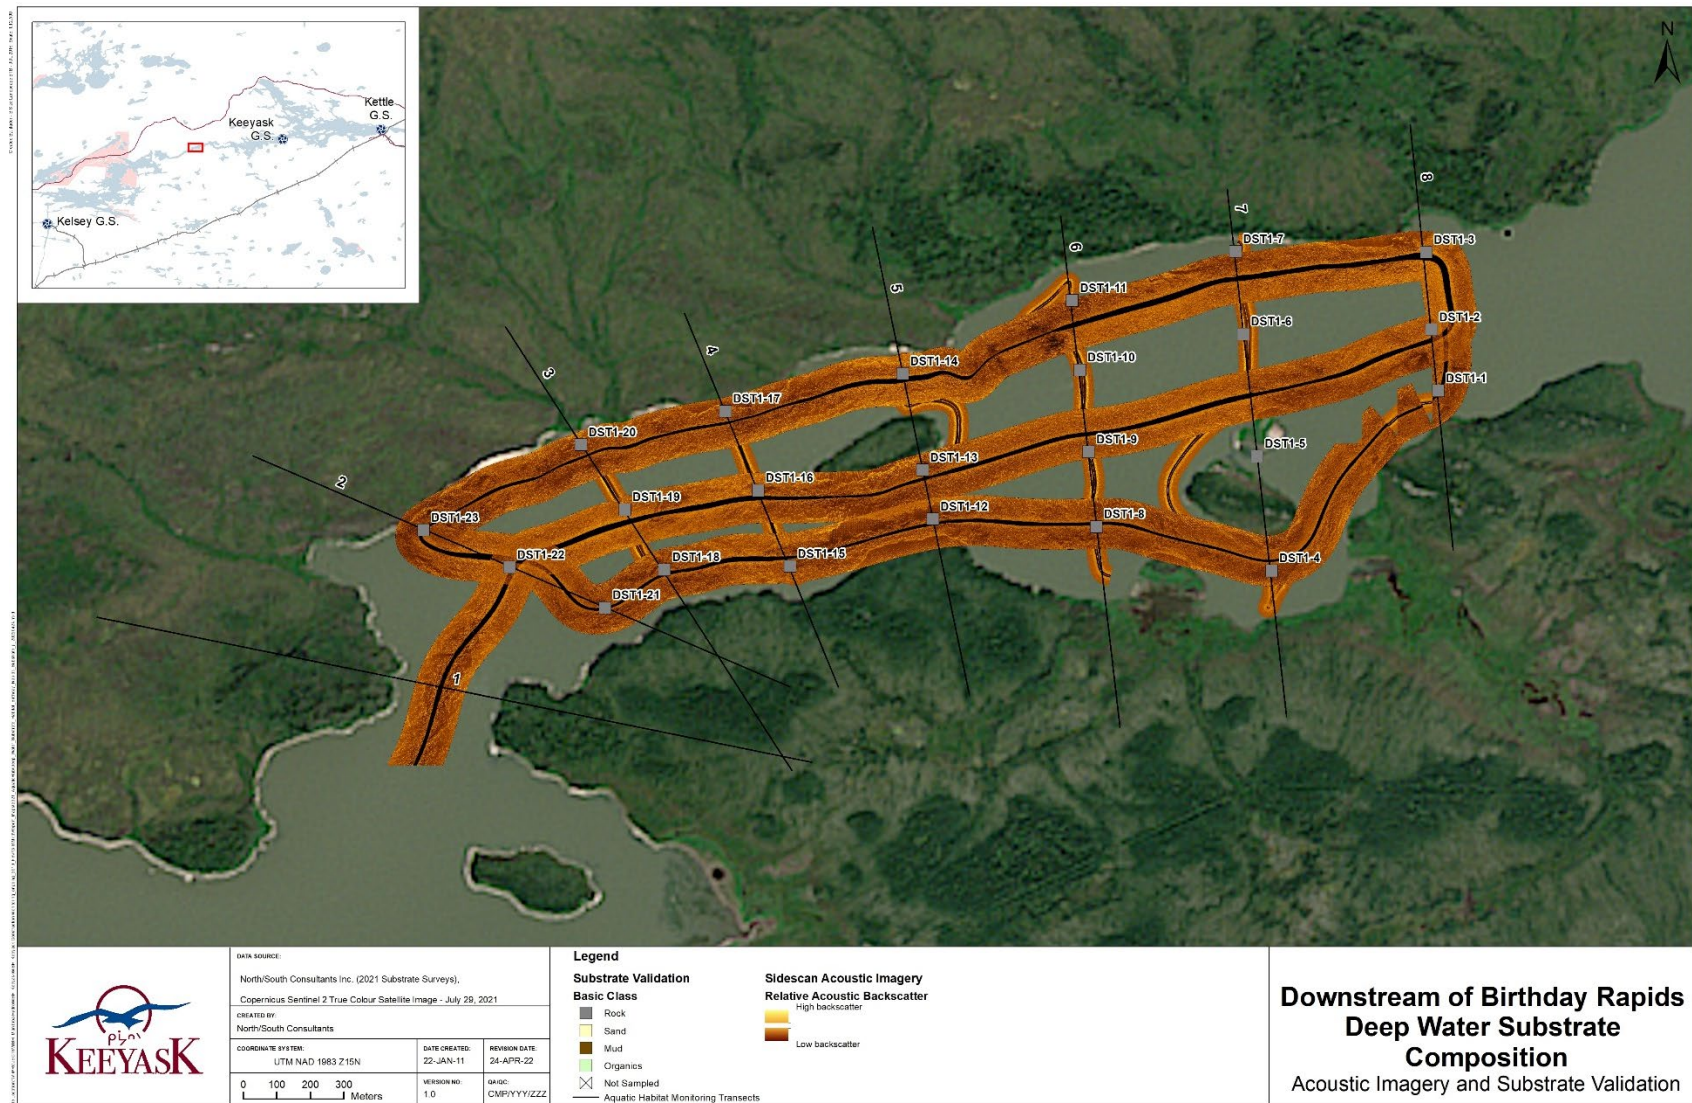 N
Kettle
G.S.
Keeyask
G.S.
Kelsey G.S.
8
7
6
5
4
3
2
1
DST1-7
DST1-3
DST1-11
DST1-6
DST1-2
DST1-14
DST1-10
DST1-1
DST1-17
DST1-20
DST1-9
DST1-5
DST1-13
DST1-16
DST1-19
DST1-12
DST1-23
DST1-8
DST1-22
DST1-18
DST1-15
DST1-4
DST1-21
KEEYASK
DATA SOURCE:
North/South Consultants Inc. (2021 Substrate Surveys),
Copernicus Sentinel 2 True Colour Satellite Image - July 29, 2021
CREATED BY:
North/South Consultants
COORDINATE SYSTEM:
UTM NAD 1983 Z15N
DATE CREATED:
22-JAN-11
REVISION DATE:
24-APR-22
0 100 200 300
Meters
VERSION NO:
1.0
QA/QC:
CMP/YYY/ZZZ
Legend
Substrate Validation
Basic Class
Rock
Sand
Mud
Organics
Not Sampled
Aquatic Habitat Monitoring Transects
Sidescan Acoustic Imagery
Relative Acoustic Backscatter
High backscatter
Low backscatter
Downstream of Birthday Rapids
Deep Water Substrate
Composition
Acoustic Imagery and Substrate Validation